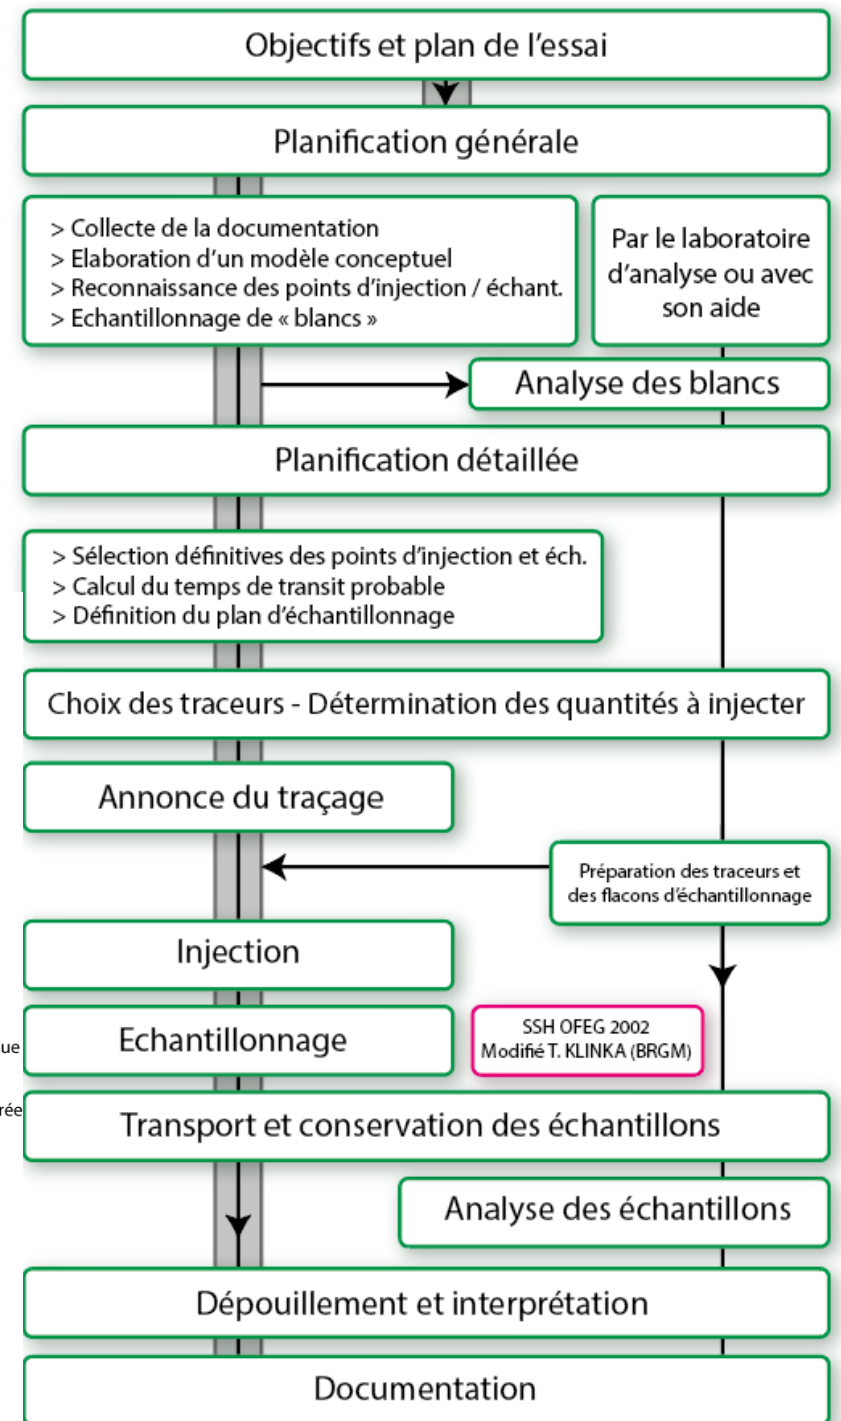 Objectifs et plan de l'essai
Planification générale
> Collecte de la documentation
> Elaboration d'un modèle conceptuel
> Reconnaissance des points d'injection / échant.
> Echantillonnage de « blancs »
Par le laboratoire
d'analyse ou avec
son aide
Analyse des blancs
Planification détaillée
> Sélection définitives des points d'injection et éch.
> Calcul du temps de transit probable
> Définition du plan d'échantillonnage
Choix des traceurs - Détermination des quantités à injecter
Annonce du traçage
Préparation des traceurs et
des flacons d'échantillonnage
Injection
Echantillonnage
SSH OFEG 2002
Modifié T. KLINKA (BRGM)
ue
rée
Transport et conservation des échantillons
Analyse des échantillons
Dépouillement et interprétation
Documentation